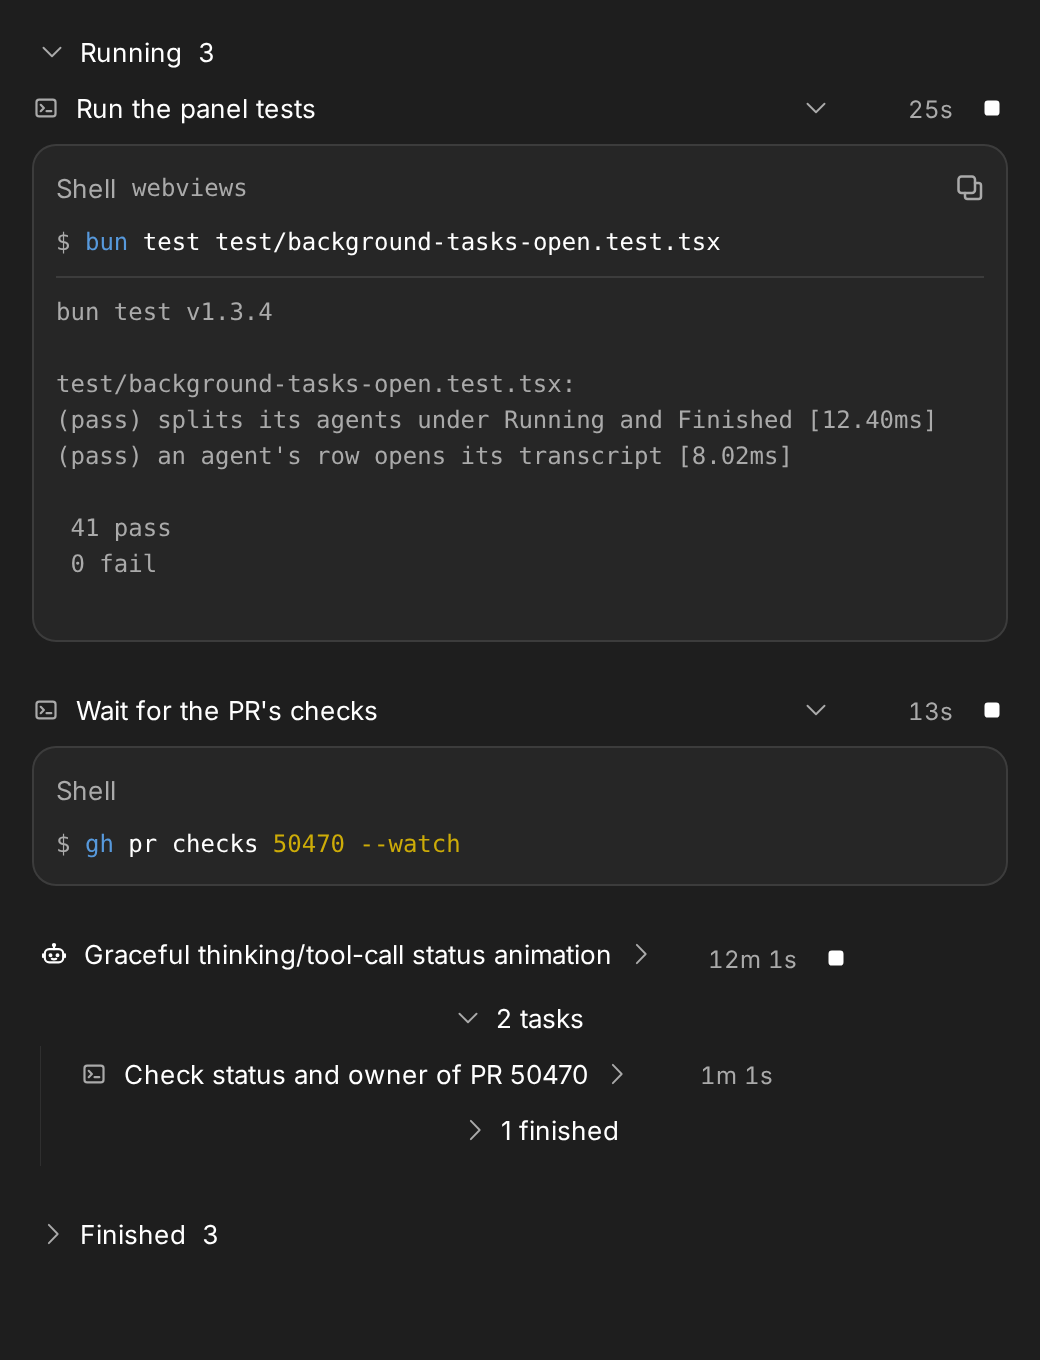 Running 3
Run the panel tests 25s
Shell webviews
$ bun test test/background-tasks-open.test.tsx
bun test v1.3.4
test/background-tasks-open.test.tsx:
(pass) splits its agents under Running and Finished [12.40ms]
(pass) an agent's row opens its transcript [8.02ms]
41 pass
0 fail
Wait for the PR's checks 13s
Shell
$ gh pr checks 50470 --watch
Graceful thinking/tool-call status animation 12m 1s
2 tasks
Check status and owner of PR 50470 1m 1s
1 finished
Finished 3